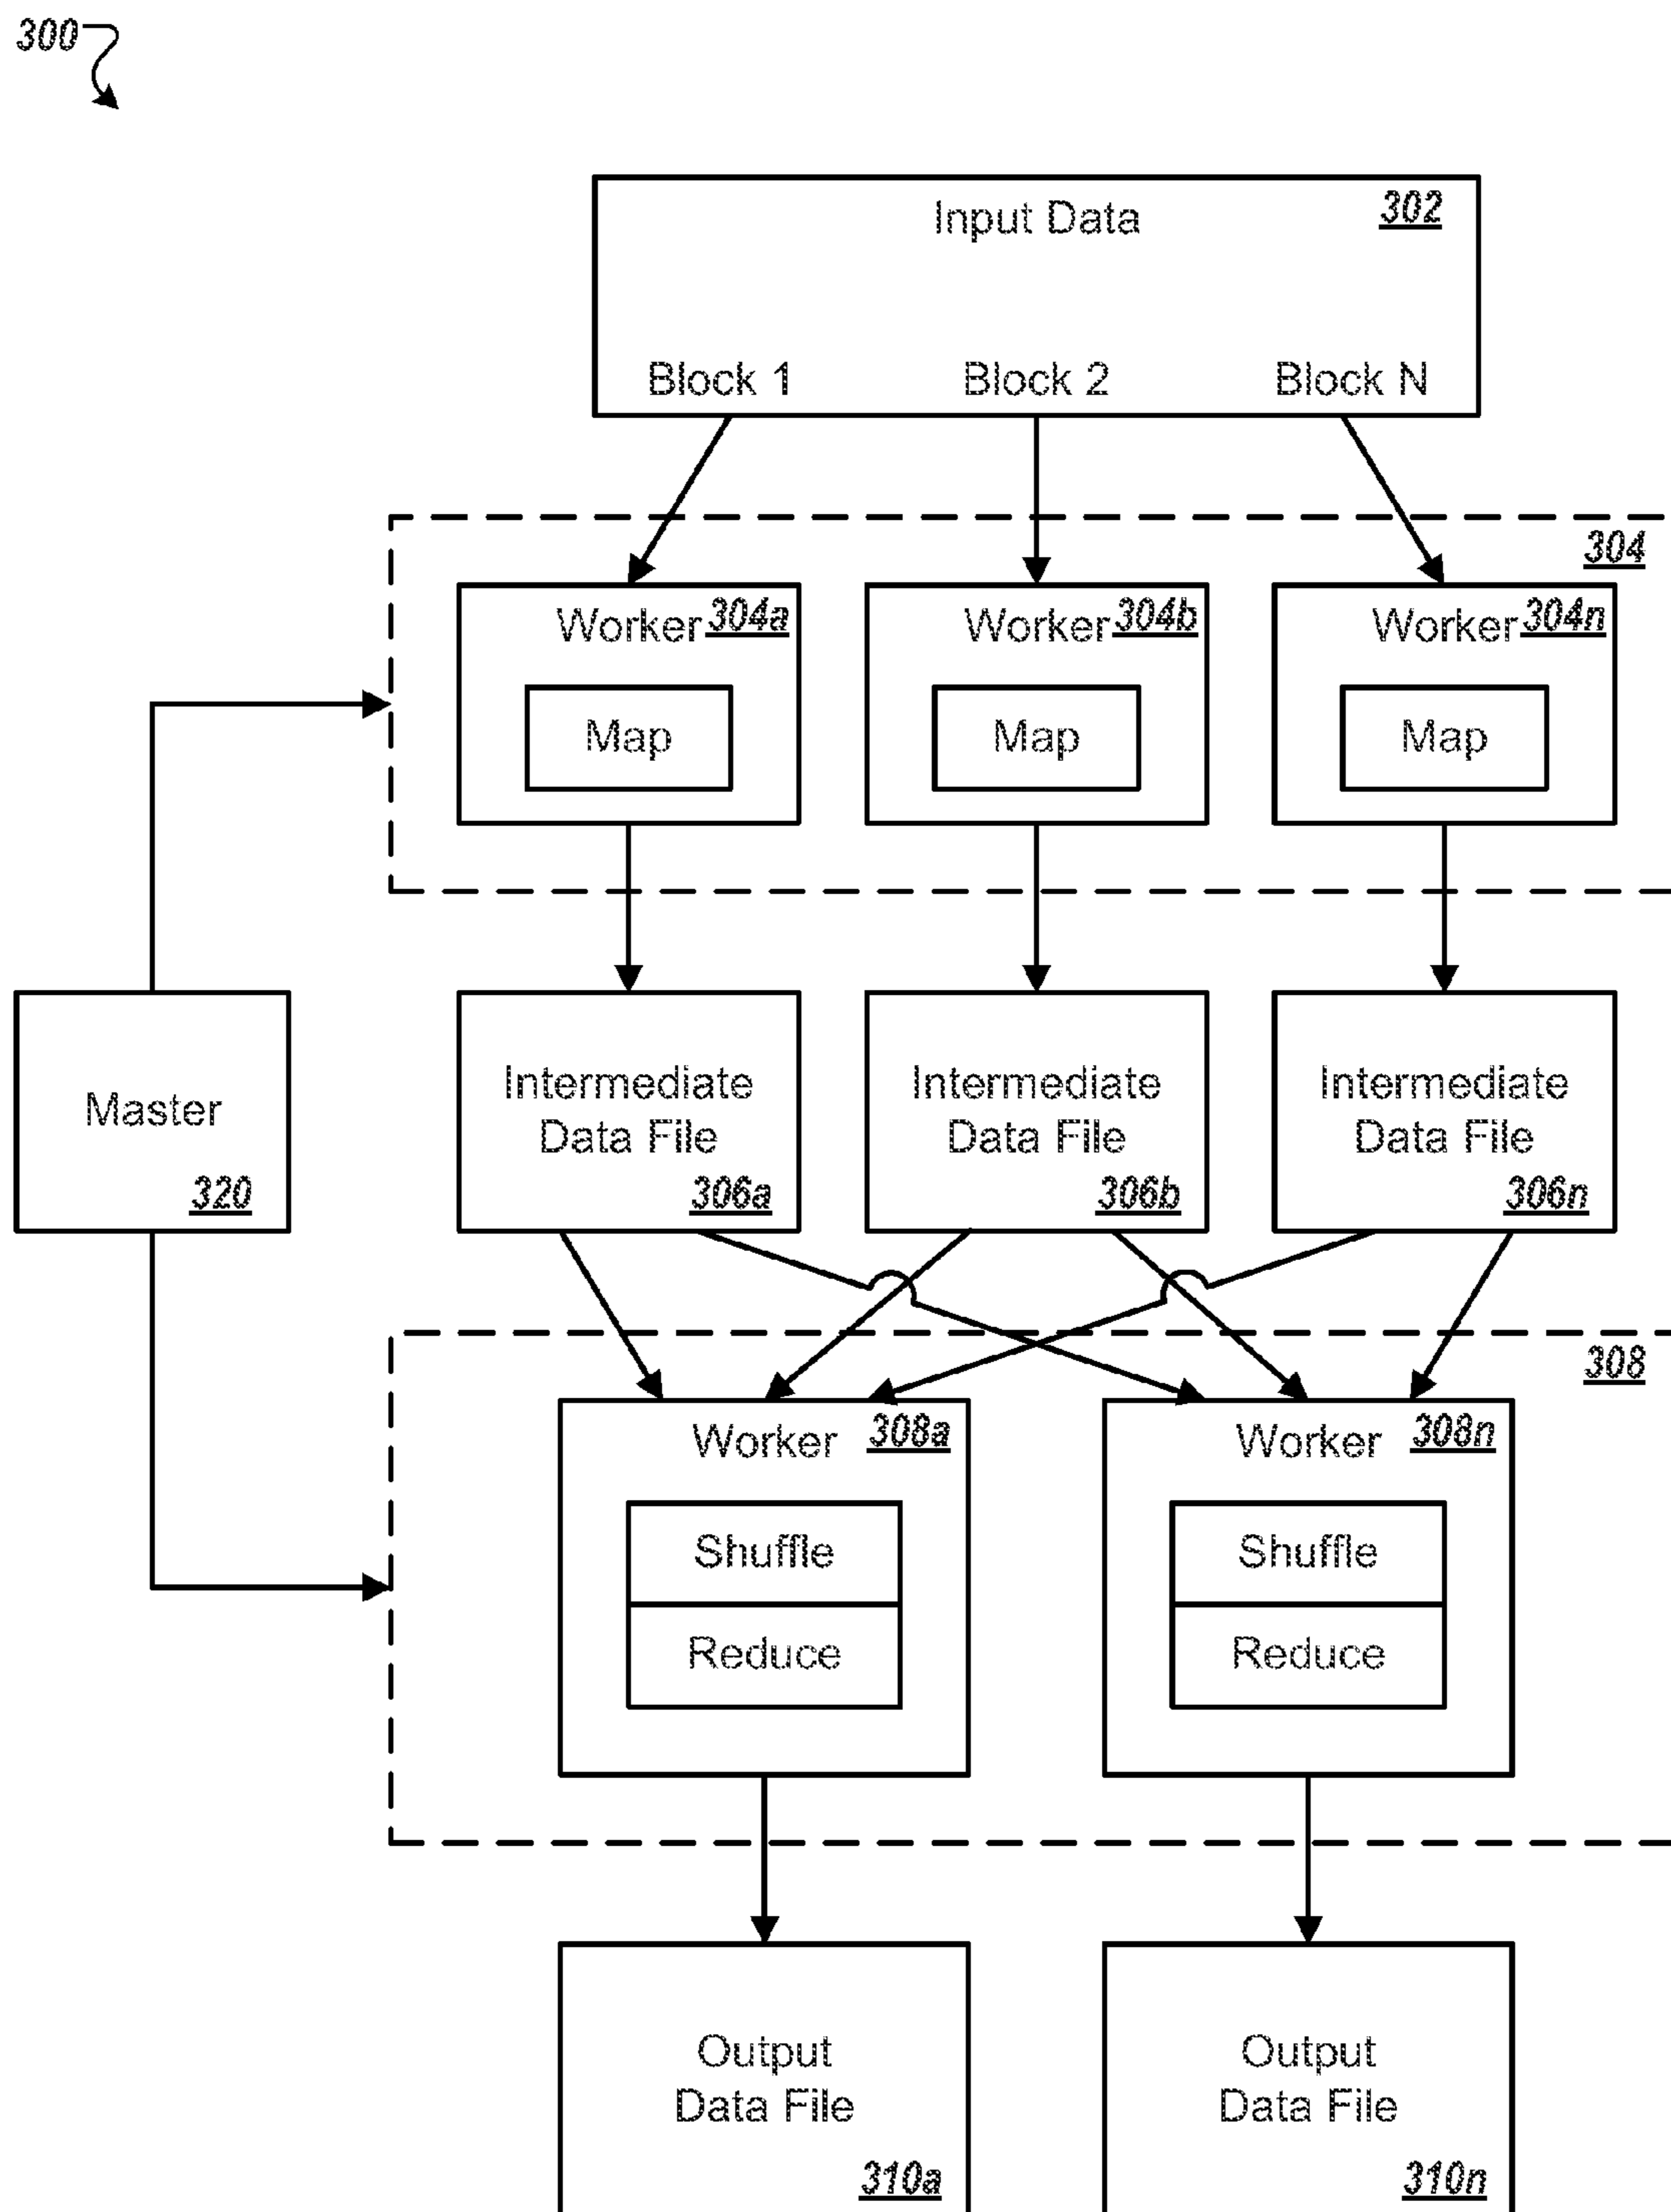 300
Input Data 302
Block 1 Block 2 Block N
304
Worker 304a Worker 304b Worker 304n
Map Map Map
Intermediate Intermediate Intermediate
Master Data File Data File Data File
320 306a 306b 306n
308
Worker 308a Worker 308n
Shuffle Shuffle
Reduce Reduce
Output Output
Data File Data File
310a 310n